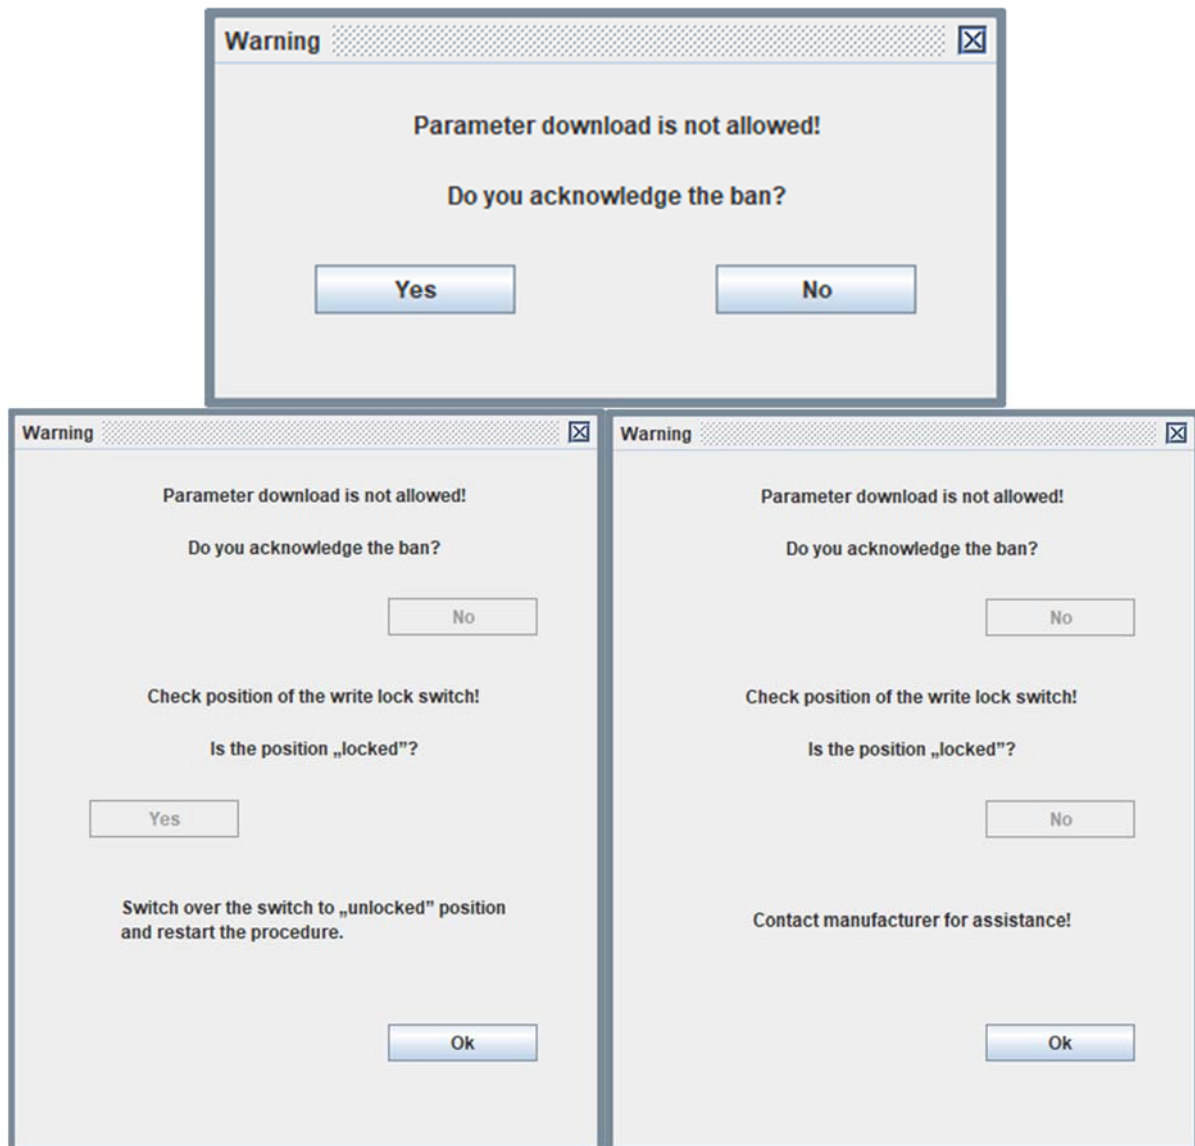 Warning
Parameter download is not allowed!
Do you acknowledge the ban?
Yes
No
Warning
Parameter download is not allowed!
Do you acknowledge the ban?
No
Check position of the write lock switch!
Is the position „locked”?
Yes
Switch over the switch to „unlocked” position
and restart the procedure.
Ok
Warning
Parameter download is not allowed!
Do you acknowledge the ban?
No
Check position of the write lock switch!
Is the position „locked”?
No
Contact manufacturer for assistance!
Ok